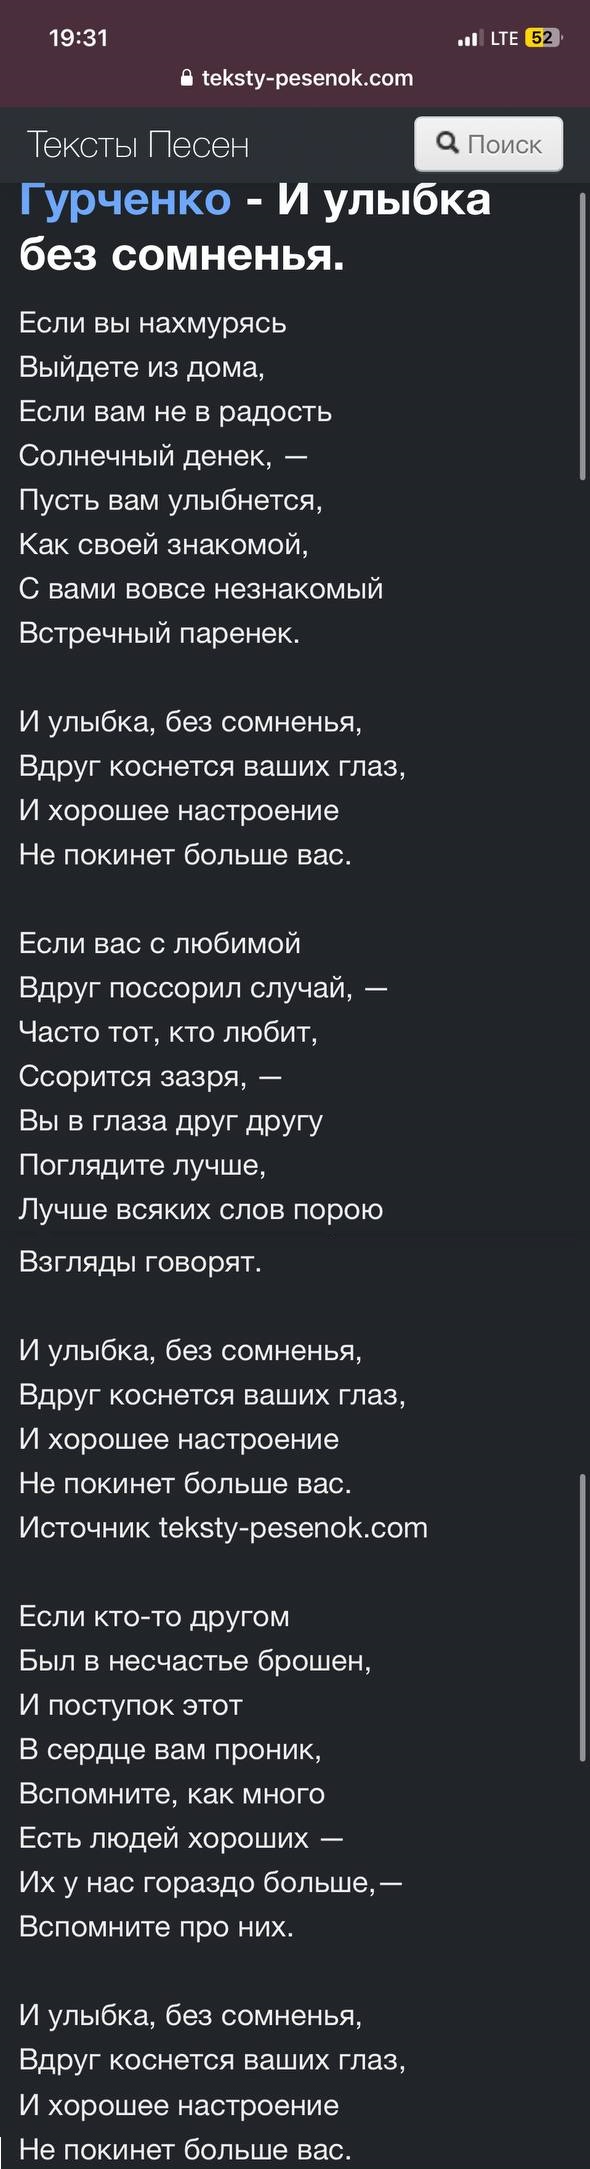 19:31
LTE 52
teksty-pesenok.com
Тексты Песен
Поиск
Гурченко - И улыбка
без сомненья.
Если вы нахмурясь
Выйдете из дома,
Если вам не в радость
Солнечный денек, —
Пусть вам улыбнется,
Как своей знакомой,
С вами вовсе незнакомый
Встречный паренек.
И улыбка, без сомненья,
Вдруг коснется ваших глаз,
И хорошее настроение
Не покинет больше вас.
Если вас с любимой
Вдруг поссорил случай, —
Часто тот, кто любит,
Ссорится зазря, —
Вы в глаза друг другу
Поглядите лучше,
Лучше всяких слов порою
Взгляды говорят.
И улыбка, без сомненья,
Вдруг коснется ваших глаз,
И хорошее настроение
Не покинет больше вас.
Источник teksty-pesenok.com
Если кто-то другом
Был в несчастье брошен,
И поступок этот
В сердце вам проник,
Вспомните, как много
Есть людей хороших —
Их у нас гораздо больше,—
Вспомните про них.
И улыбка, без сомненья,
Вдруг коснется ваших глаз,
И хорошее настроение
Не покинет больше вас.